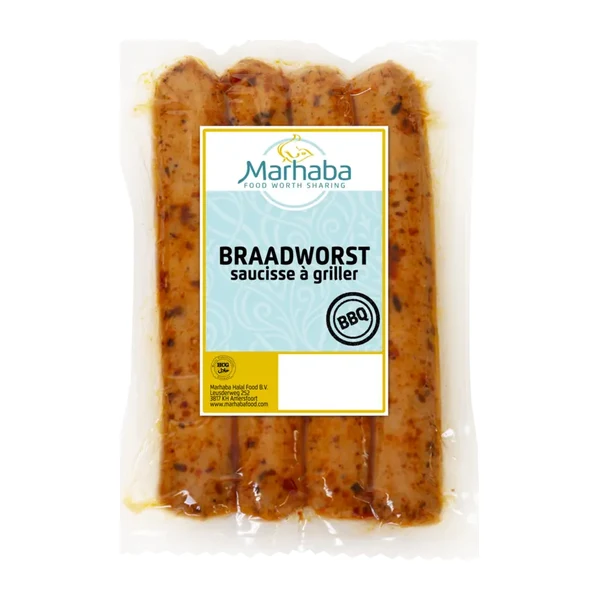 Marhaba
FOOD WORTH SHARING
BRAADWORST
saucisse à griller
BBQ
Marhaba Halal Food B.V.
Leusderweg 252
3817 KH Amersfoort
www.marhabafood.com